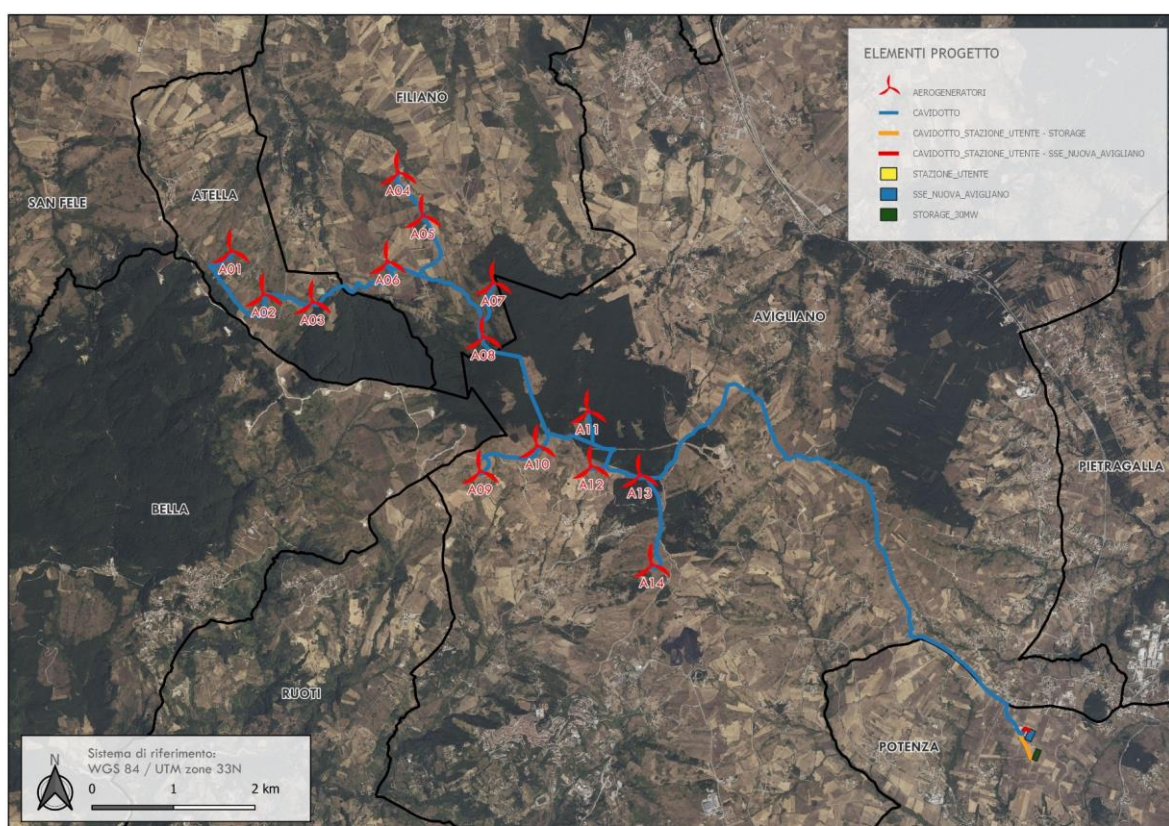 ELEMENTI PROGETTO
AEROGENERATORI
CAVIDOTTO
CAVIDOTTO_STAZIONE_UTENTE - STORAGE
CAVIDOTTO_STAZIONE_UTENTE - SSE_NUOVA_AVIGLIANO
STAZIONE_UTENTE
SSE_NUOVA_AVIGLIANO
STORAGE_30MW
FILIANO
ATELLA
SAN FELE
A04
A05
A01
A06
A02
A03
A07
A08
AVIGLIANO
A11
A10
A09
A12
A13
PIETRAGALLA
BELLA
A14
RUOTI
POTENZA
N
Sistema di riferimento:
WGS 84 / UTM zone 33N
0 1 2 km